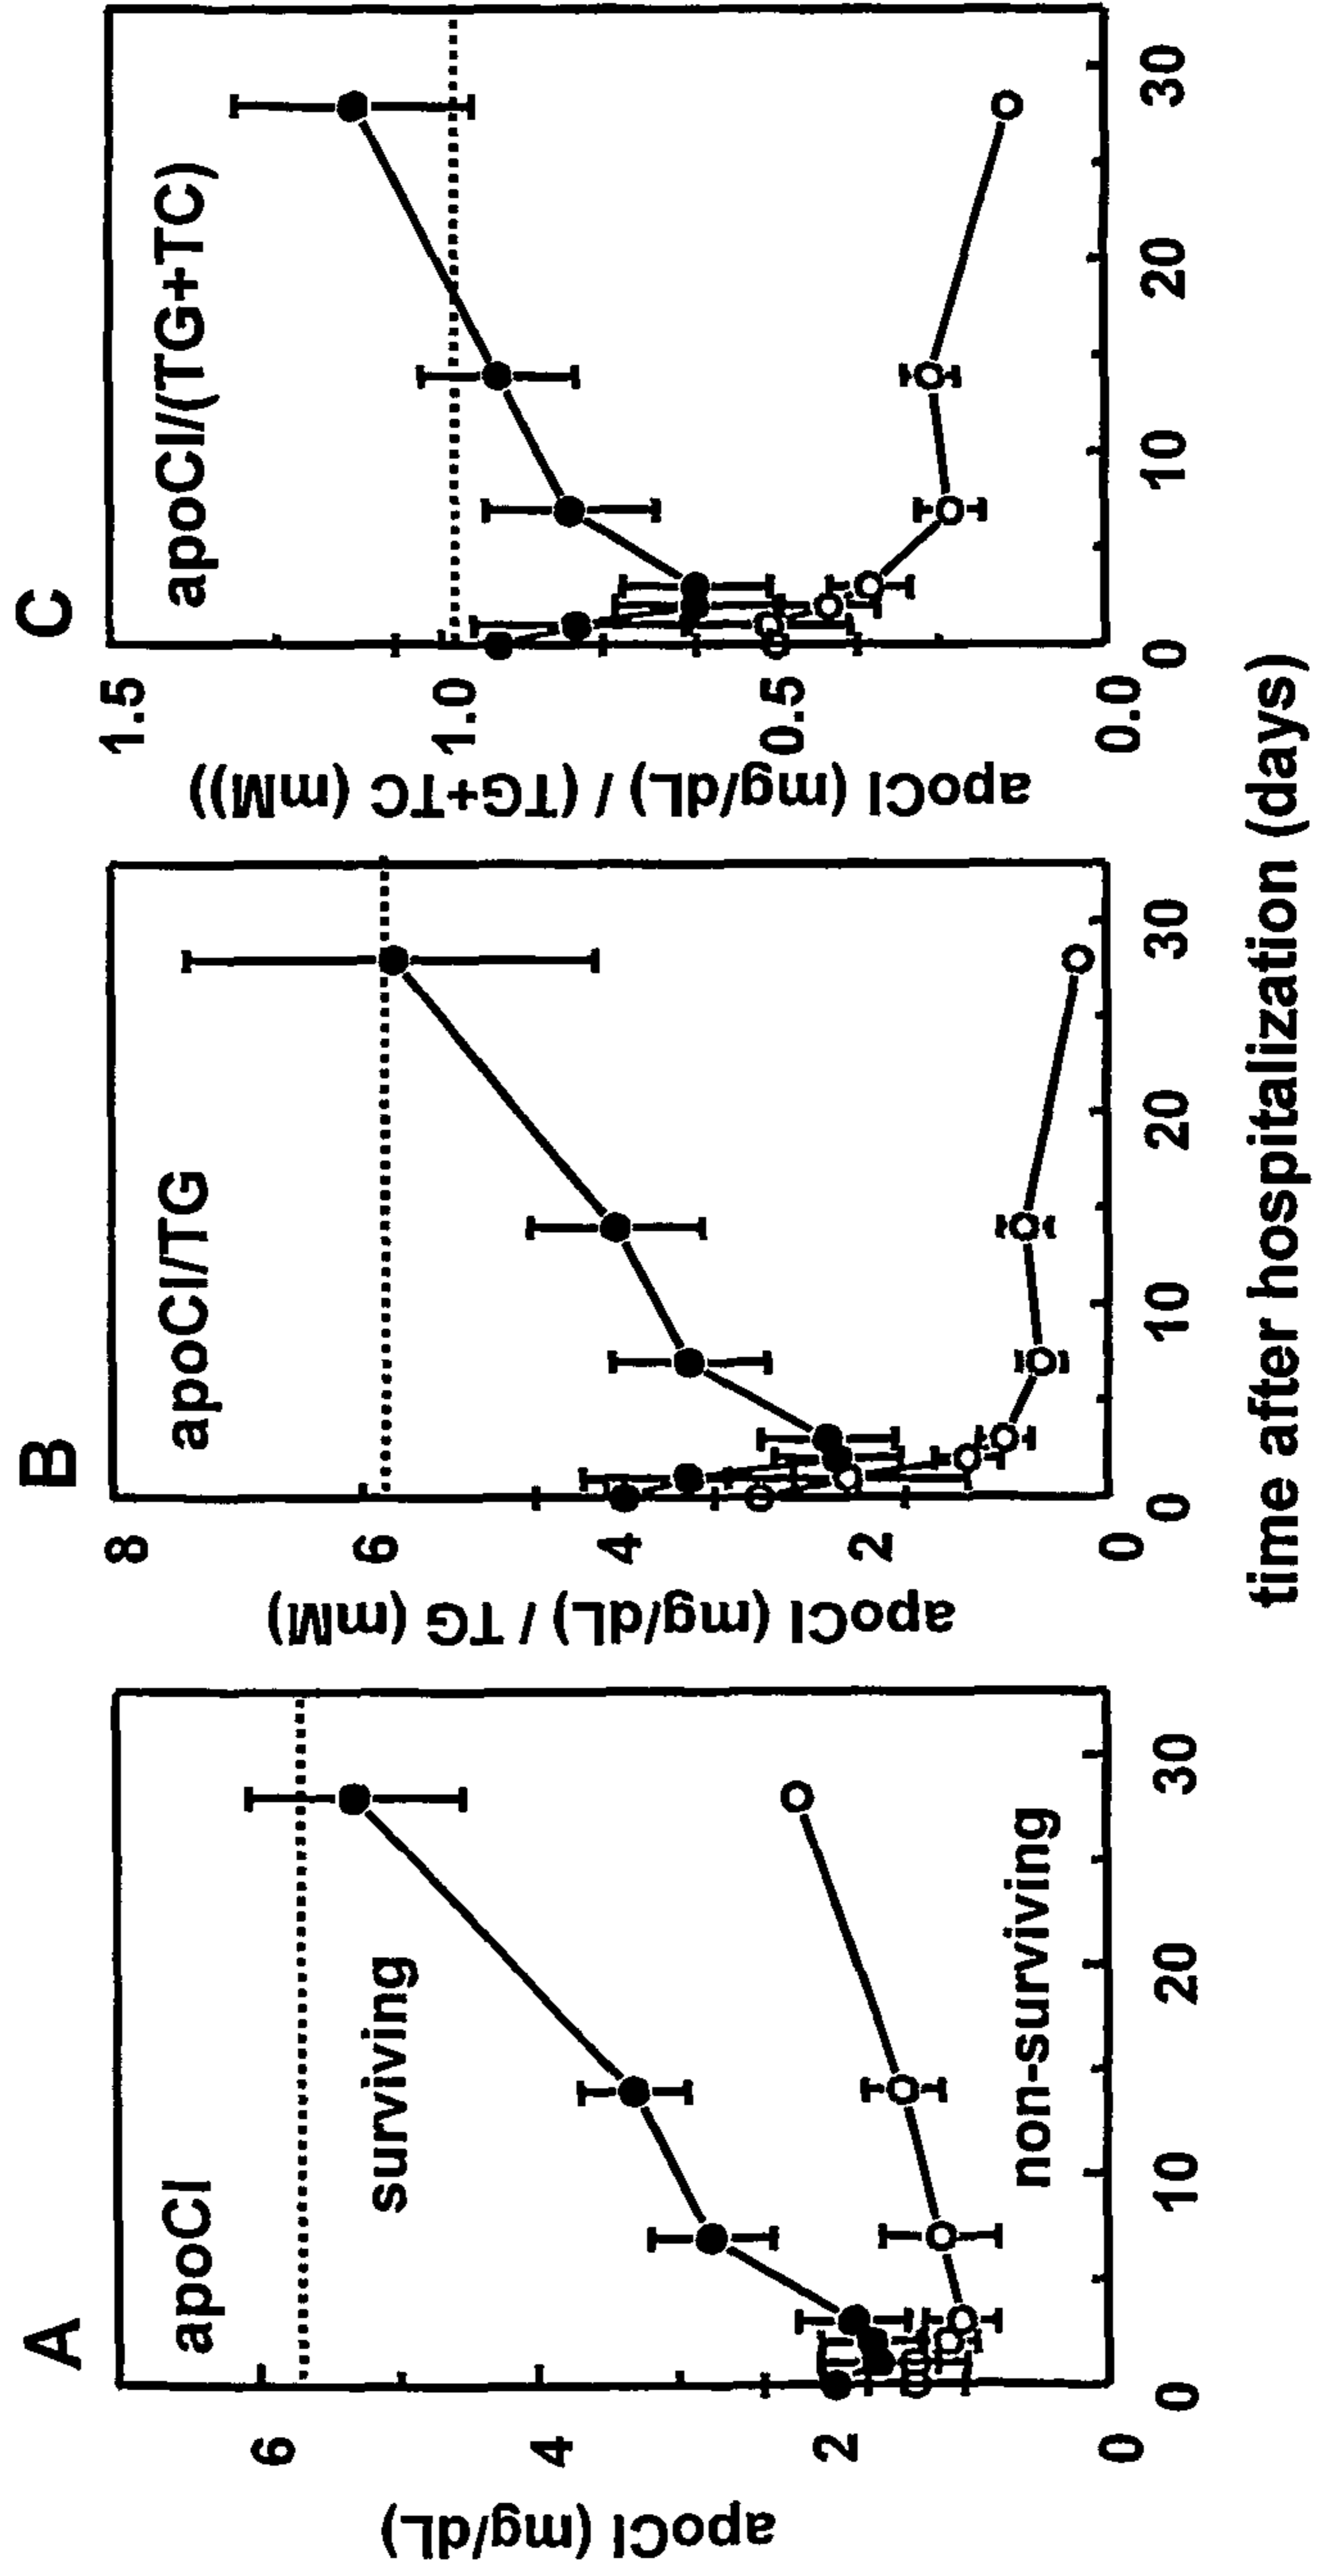 A
apoCI
surviving
non-surviving
apoCI (mg/dL)
6
4
2
0
0
10
20
30
B
apoCI/TG
apoCI (mg/dL) / TG (mM)
8
6
4
2
0
0
10
20
30
C
apoCI/(TG+TC)
apoCI (mg/dL) / (TG+TC (mM))
1.5
1.0
0.5
0.0
0
10
20
30
time after hospitalization (days)